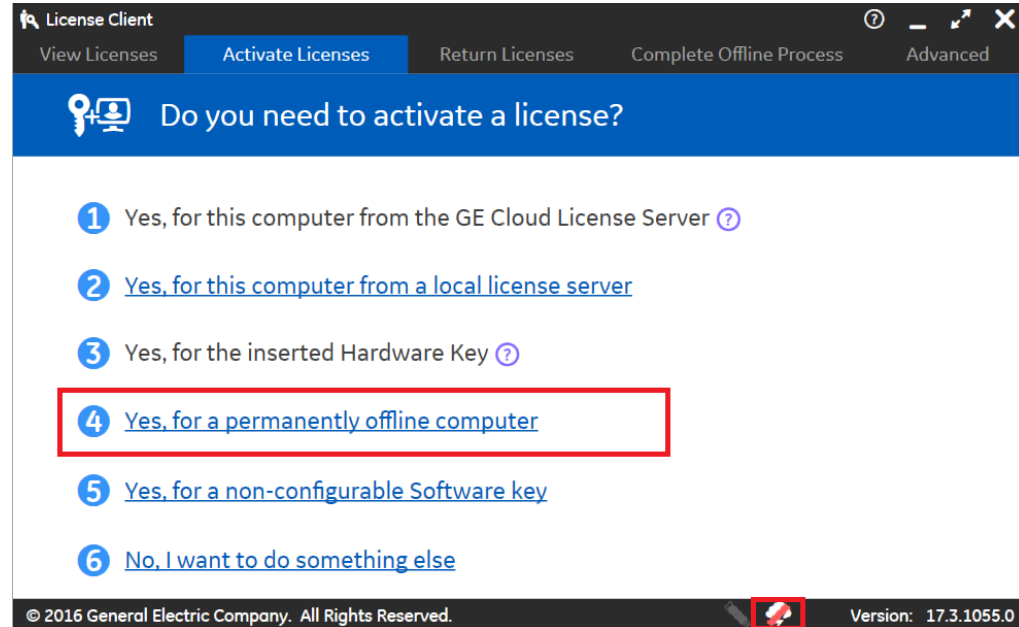 License Client
View Licenses Activate Licenses Return Licenses Complete Offline Process Advanced
Do you need to activate a license?
1 Yes, for this computer from the GE Cloud License Server ?
2 Yes, for this computer from a local license server
3 Yes, for the inserted Hardware Key ?
4 Yes, for a permanently offline computer
5 Yes, for a non-configurable Software key
6 No, I want to do something else
© 2016 General Electric Company. All Rights Reserved. Version: 17.3.1055.0